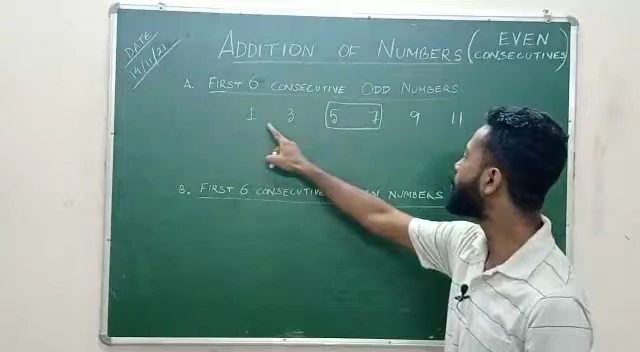 DATE
19/11/21
ADDITION OF NUMBERS (EVEN CONSECUTIVES)
A. FIRST 6 CONSECUTIVE ODD NUMBERS
1 3 5 7 9 11
B. FIRST 6 CONSECUTIVE NUMBERS